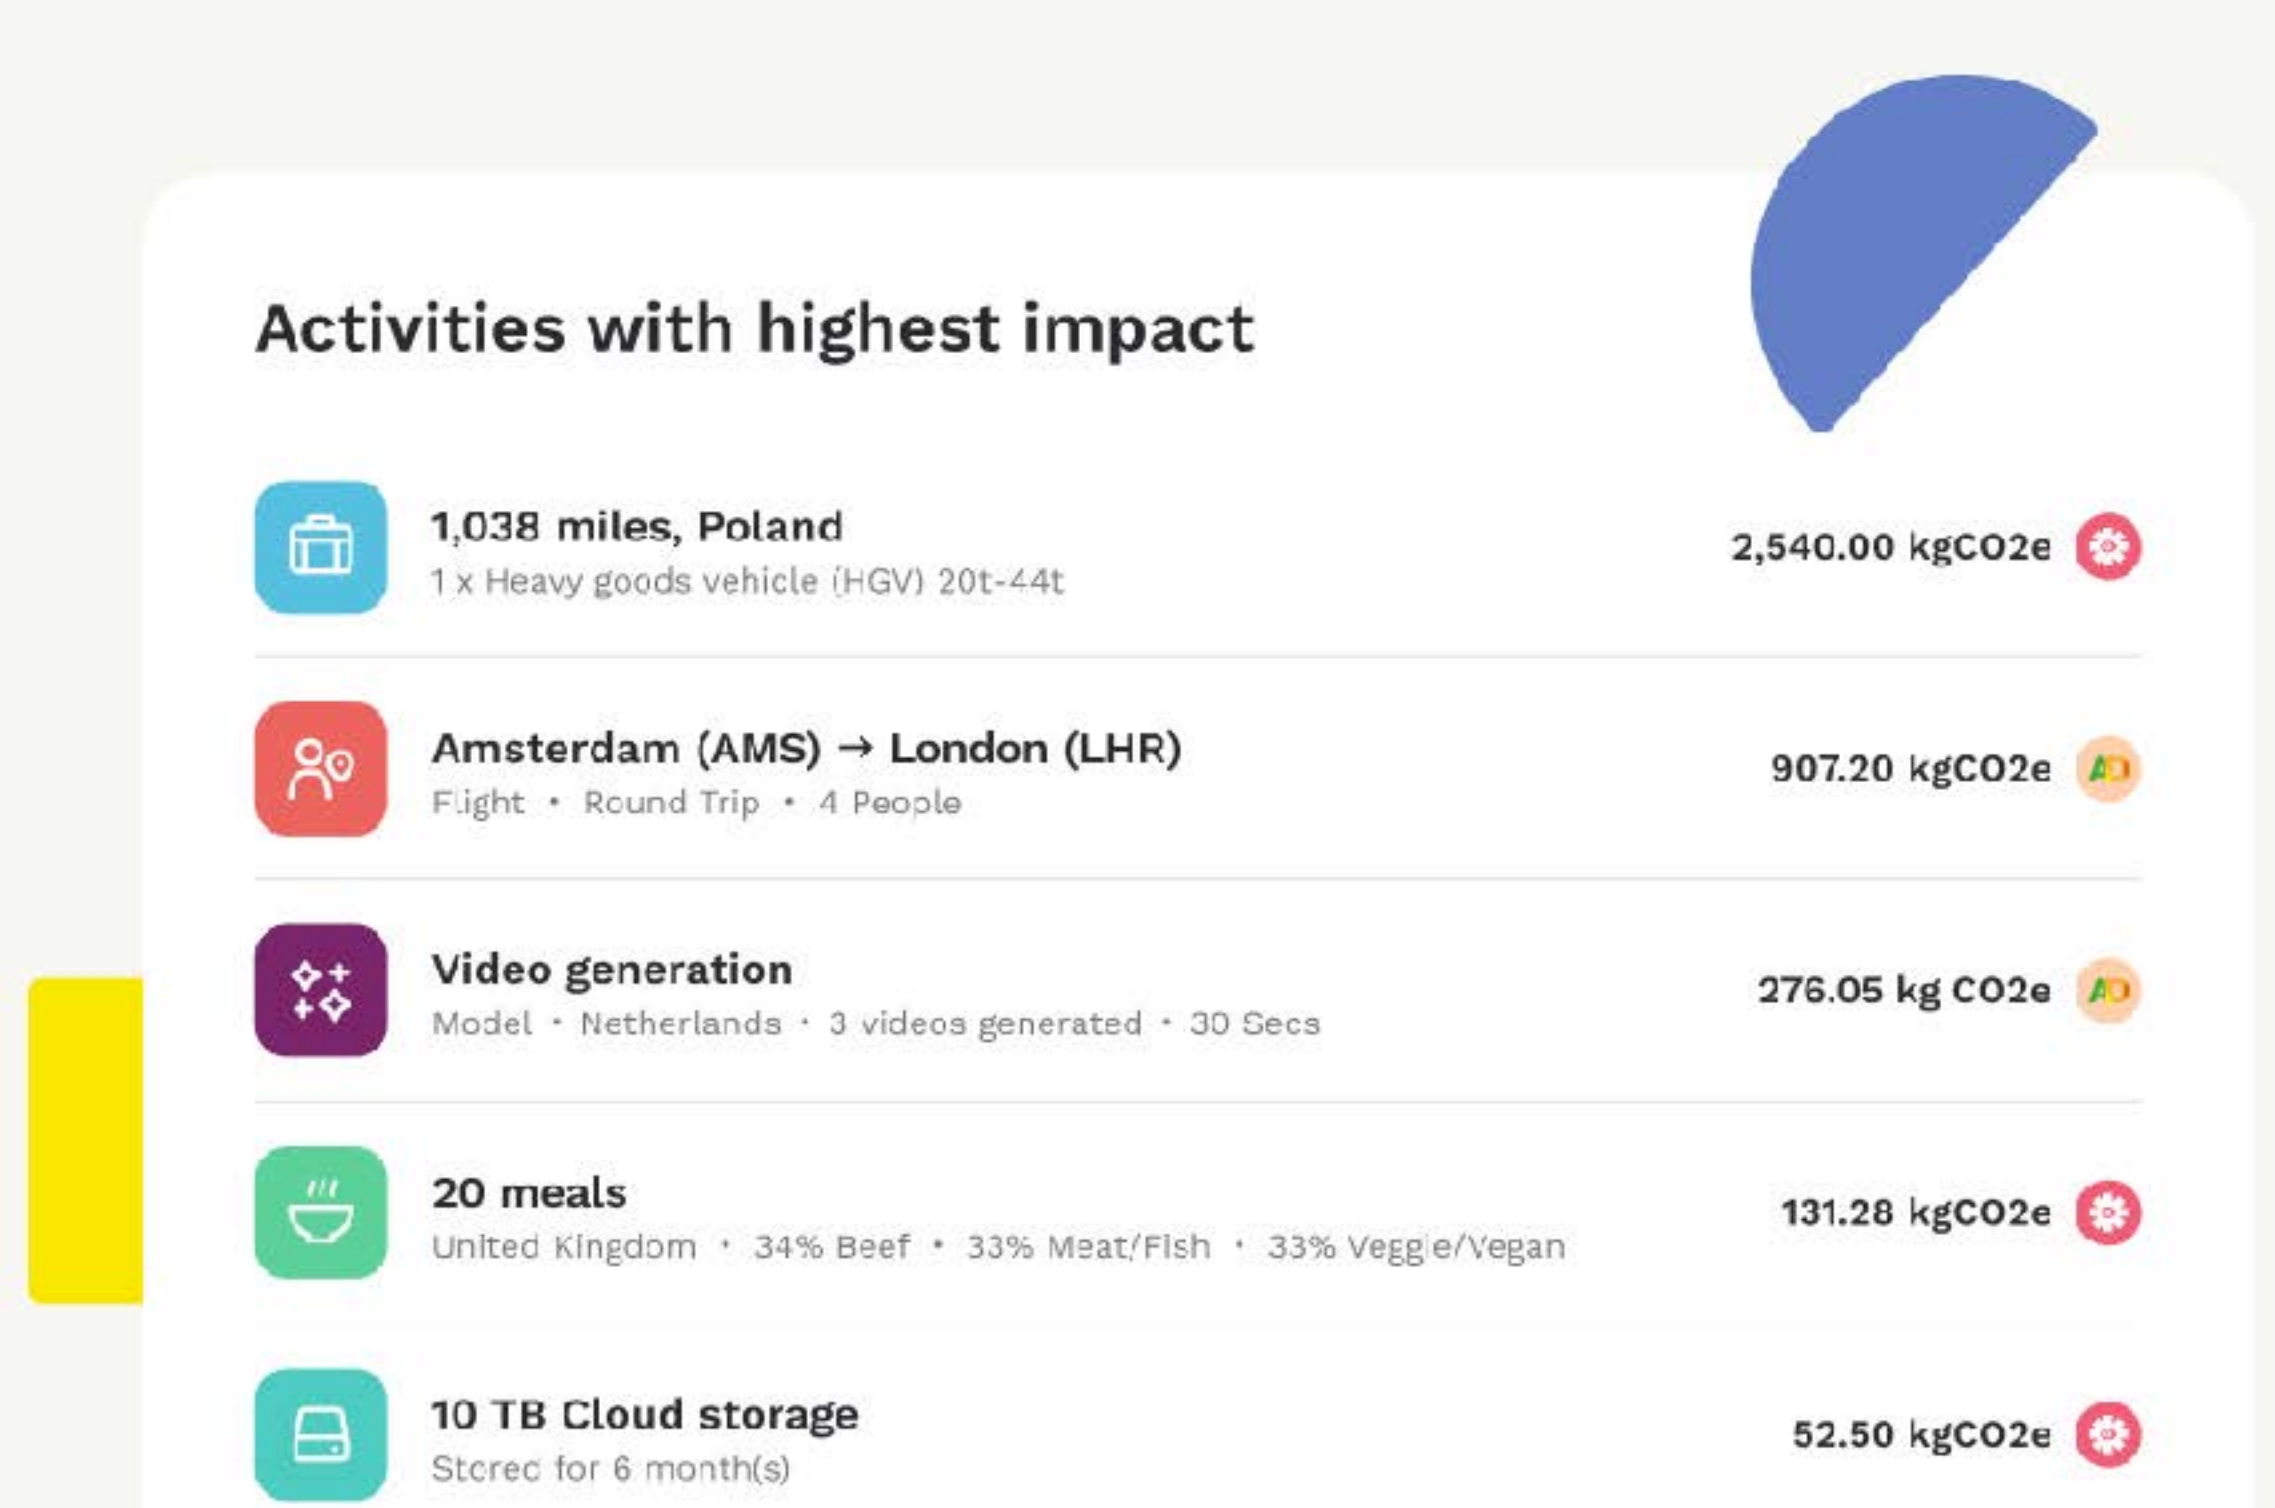 Activities with highest impact
1,038 miles, Poland
1 x Heavy goods vehicle (HGV) 20t-44t
2,540.00 kgCO2e
Amsterdam (AMS) → London (LHR)
Flight • Round Trip • 4 People
907.20 kgCO2e
AD
Video generation
Model • Netherlands • 3 videos generated • 30 Secs
276.05 kg CO2e
AD
20 meals
United Kingdom • 34% Beef • 33% Meat/Fish • 33% Veggie/Vegan
131.28 kgCO2e
10 TB Cloud storage
Stored for 6 month(s)
52.50 kgCO2e